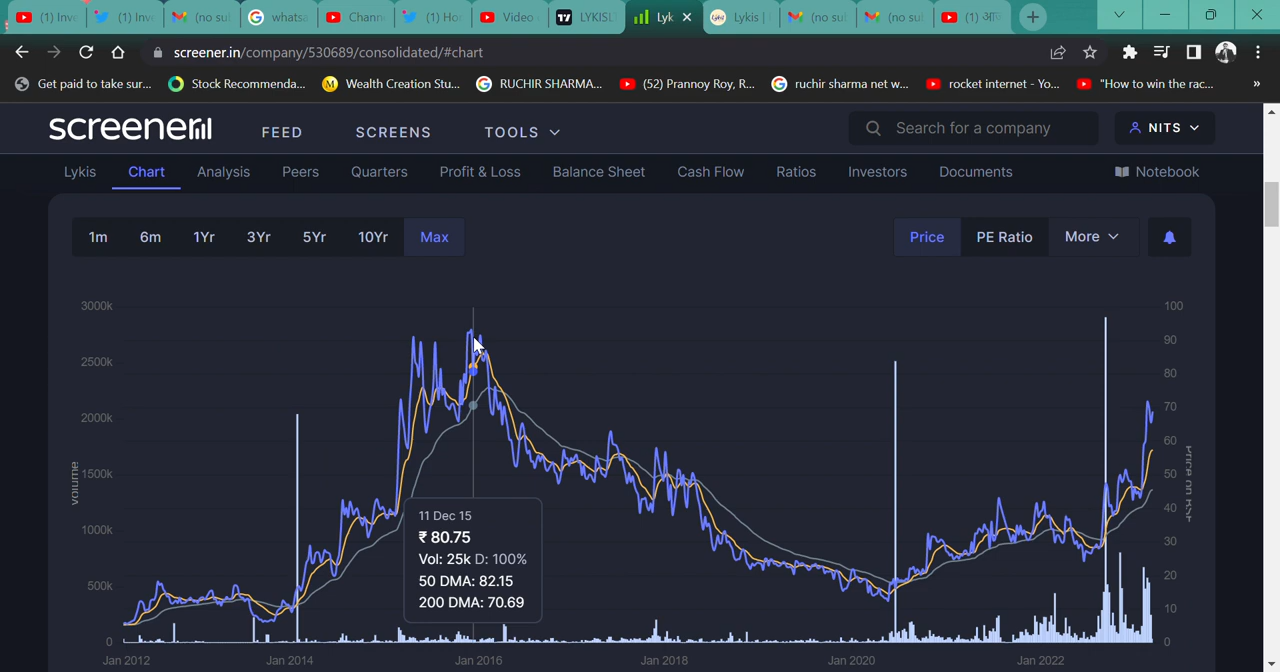 (1) Inve
(1) Inve
(no sub
whatsa
Chann
(1) Hor
Video
LYKISL
Lyk
Lykis |
(no su
(no su
screener.in/company/530689/consolidated/#chart
Get paid to take sur...
Stock Recommenda...
Wealth Creation Stu...
RUCHIR SHARMA...
(52) Prannoy Roy, R...
ruchir sharma net w...
rocket internet - Yo...
"How to win the rac...
»
screener
FEED
SCREENS
TOOLS
Search for a company
NITS
Lykis
Chart
Analysis
Peers
Quarters
Profit & Loss
Balance Sheet
Cash Flow
Ratios
Investors
Documents
Notebook
1m
6m
1Yr
3Yr
5Yr
10Yr
Max
Price
PE Ratio
More
3000k
2500k
2000k
1500k
1000k
500k
0
volume
100
90
80
70
60
50
40
30
20
10
0
11 Dec 15
₹ 80.75
Vol: 25k D: 100%
50 DMA: 82.15
200 DMA: 70.69
Jan 2012
Jan 2014
Jan 2016
Jan 2018
Jan 2020
Jan 2022